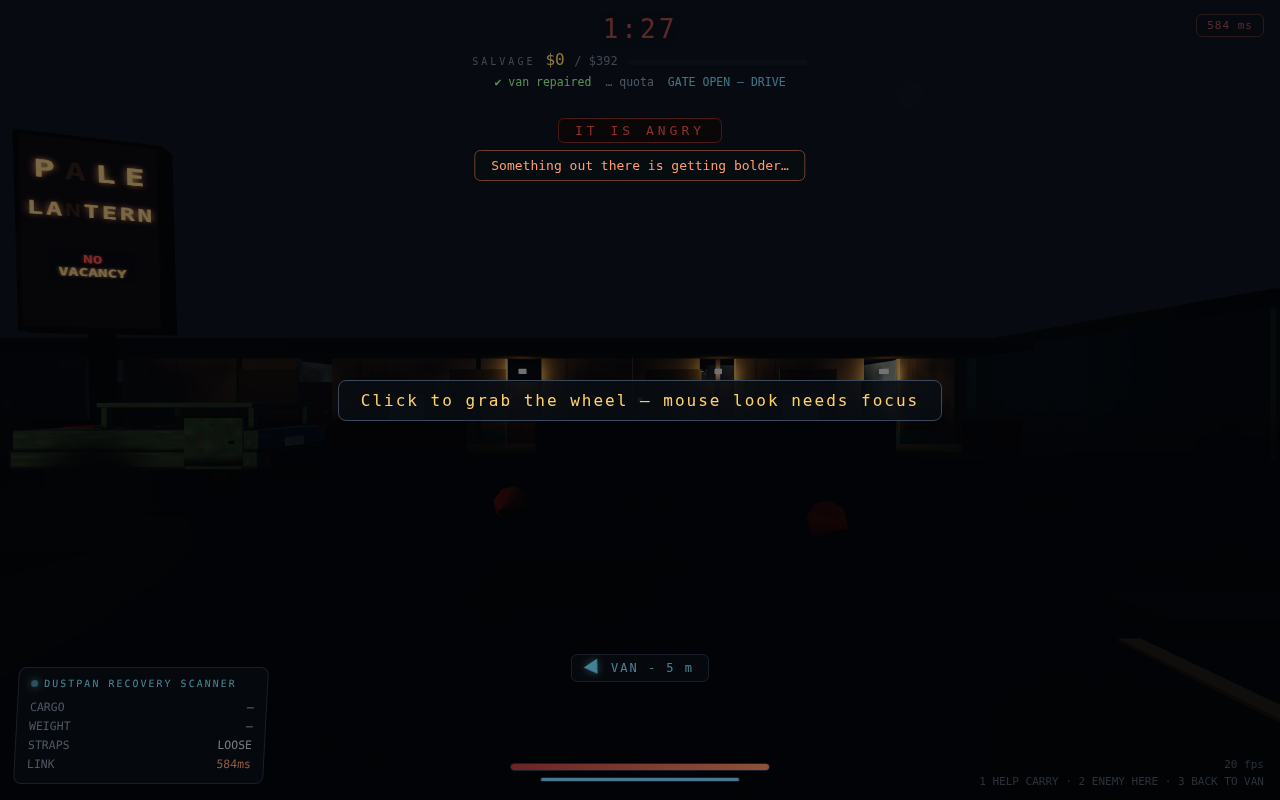 1:27
584 ms
SALVAGE $0 / $392
✔ van repaired … quota GATE OPEN — DRIVE
IT IS ANGRY
Something out there is getting bolder…
PALE
LANTERN
NO
VACANCY
Click to grab the wheel — mouse look needs focus
◀ VAN - 5 m
DUSTPAN RECOVERY SCANNER
CARGO —
WEIGHT —
STRAPS LOOSE
LINK 584ms
20 fps
1 HELP CARRY · 2 ENEMY HERE · 3 BACK TO VAN